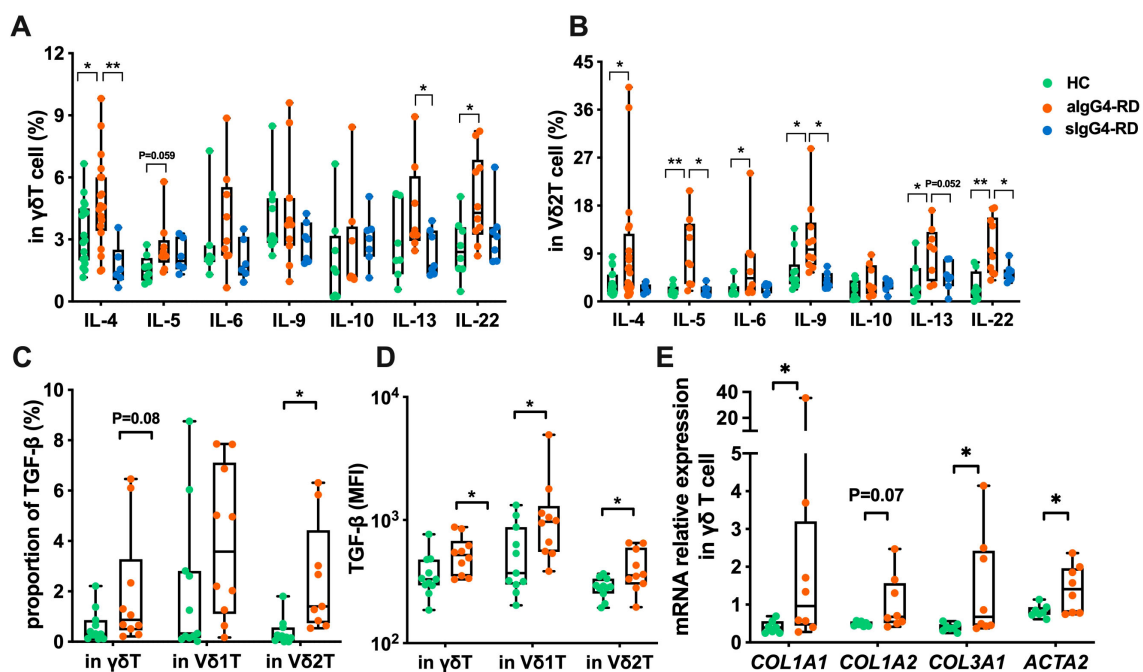 A
in γδT cell (%)
12
9
6
3
0
* **
P=0.059
*
*
IL-4 IL-5 IL-6 IL-9 IL-10 IL-13 IL-22
B
in Vδ2T cell (%)
45
36
27
18
9
0
*
** *
*
* *
* P=0.052
** *
IL-4 IL-5 IL-6 IL-9 IL-10 IL-13 IL-22
HC
aIgG4-RD
sIgG4-RD
C
proportion of TGF-β (%)
10
8
6
4
2
0
P=0.08
*
in γδT in Vδ1T in Vδ2T
D
TGF-β (MFI)
10⁴
10³
10²
*
*
*
in γδT in Vδ1T in Vδ2T
E
mRNA relative expression
in γδ T cell
40
30
20
5
4
3
2
1
0
*
P=0.07
*
*
COL1A1 COL1A2 COL3A1 ACTA2